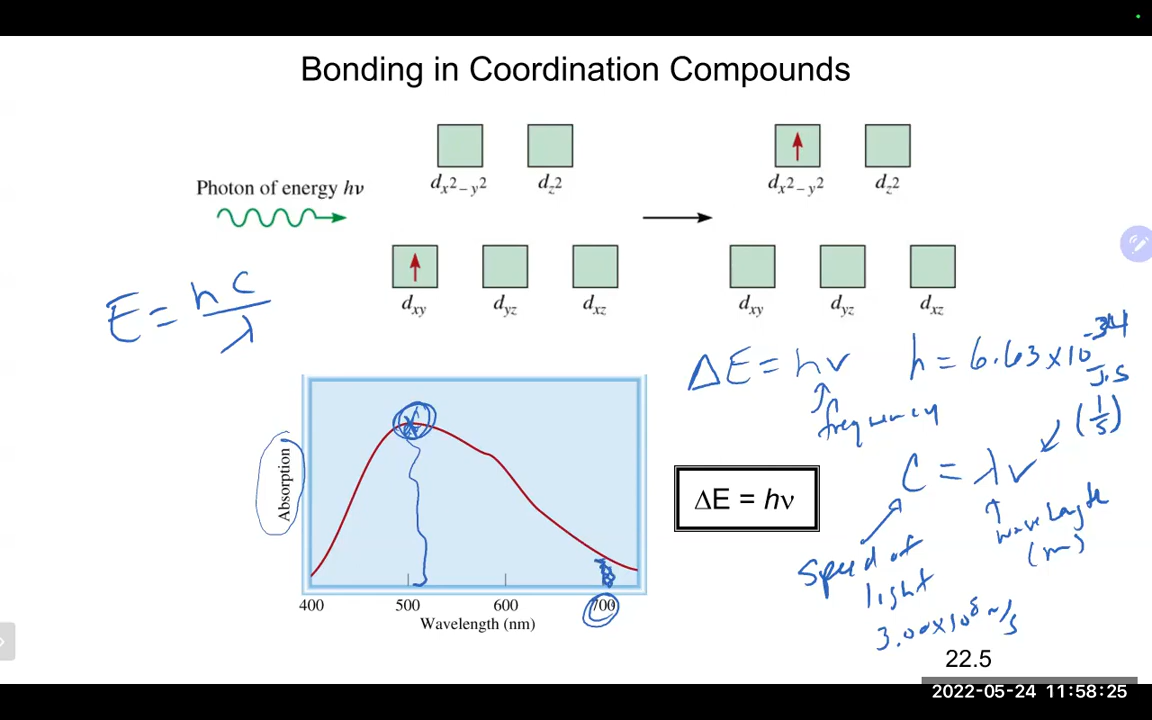 Bonding in Coordination Compounds
Photon of energy hν
dx²−y² dz² dx²−y² dz²
dxy dyz dxz dxy dyz dxz
E = hc/λ
ΔE = hν
h = 6.63 × 10⁻³⁴ J·S
frequency
(1/s)
C = λν
wavelength
(m)
speed of
light
3.00×10⁸ m/s
ΔE = hν
Absorption
400 500 600 700
Wavelength (nm)
22.5
2022-05-24 11:58:25